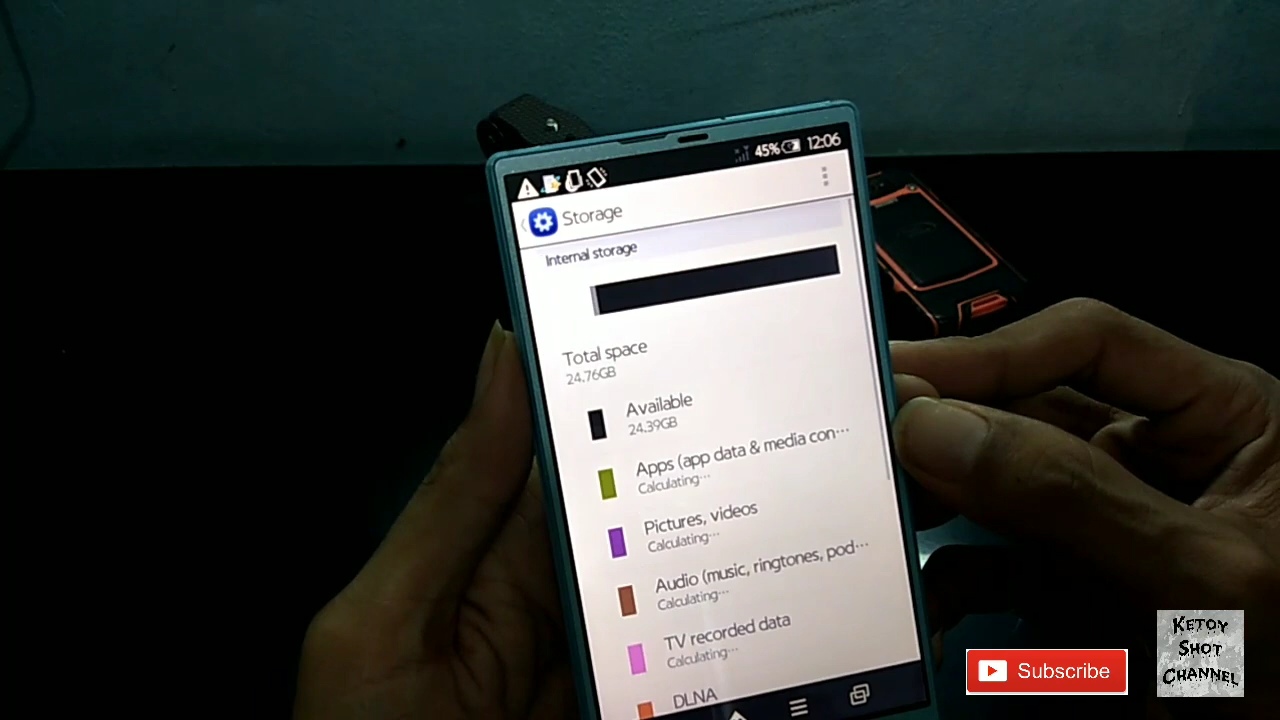 45% 12:06
Storage
Internal storage
Total space
24.76GB
Available
24.39GB
Apps (app data & media con…
Calculating…
Pictures, videos
Calculating…
Audio (music, ringtones, pod…
Calculating…
TV recorded data
Calculating…
DLNA
Subscribe
KETOY
SHOT
CHANNEL